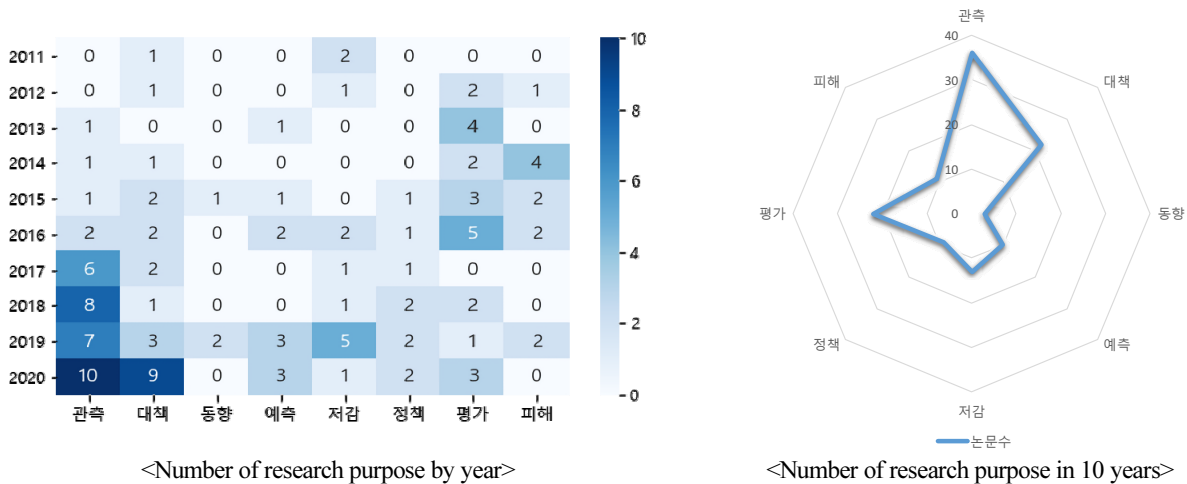 2011 0 1 0 0 2 0 0 0
2012 0 1 0 0 1 0 2 1
2013 1 0 0 1 0 0 4 0
2014 1 1 0 0 0 0 2 4
2015 1 2 1 1 0 1 3 2
2016 2 2 0 2 2 1 5 2
2017 6 2 0 0 1 1 0 0
2018 8 1 0 0 1 2 2 0
2019 7 3 2 3 5 2 1 2
2020 10 9 0 3 1 2 3 0
관측 대책 동향 예측 저감 정책 평가 피해
10
8
6
4
2
0
<Number of research purpose by year>
관측
40
피해 대책
30
20
10
평가 0 동향
정책 예측
저감
논문수
<Number of research purpose in 10 years>